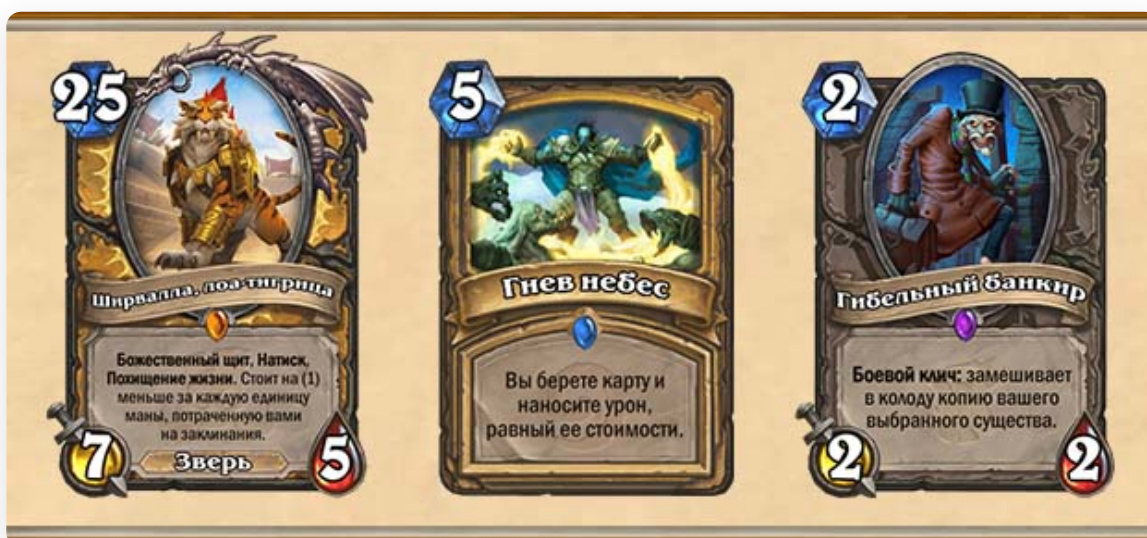 25
Ширвалла, лоа-тигрица
Божественный щит, Натиск,
Похищение жизни. Стоит на (1)
меньше за каждую единицу
маны, потраченную вами
на заклинания.
7
Зверь
5
5
Гнев небес
Вы берете карту и
наносите урон,
равный ее стоимости.
2
Гибельный банкир
Боевой клич: замешивает
в колоду копию вашего
выбранного существа.
2
2